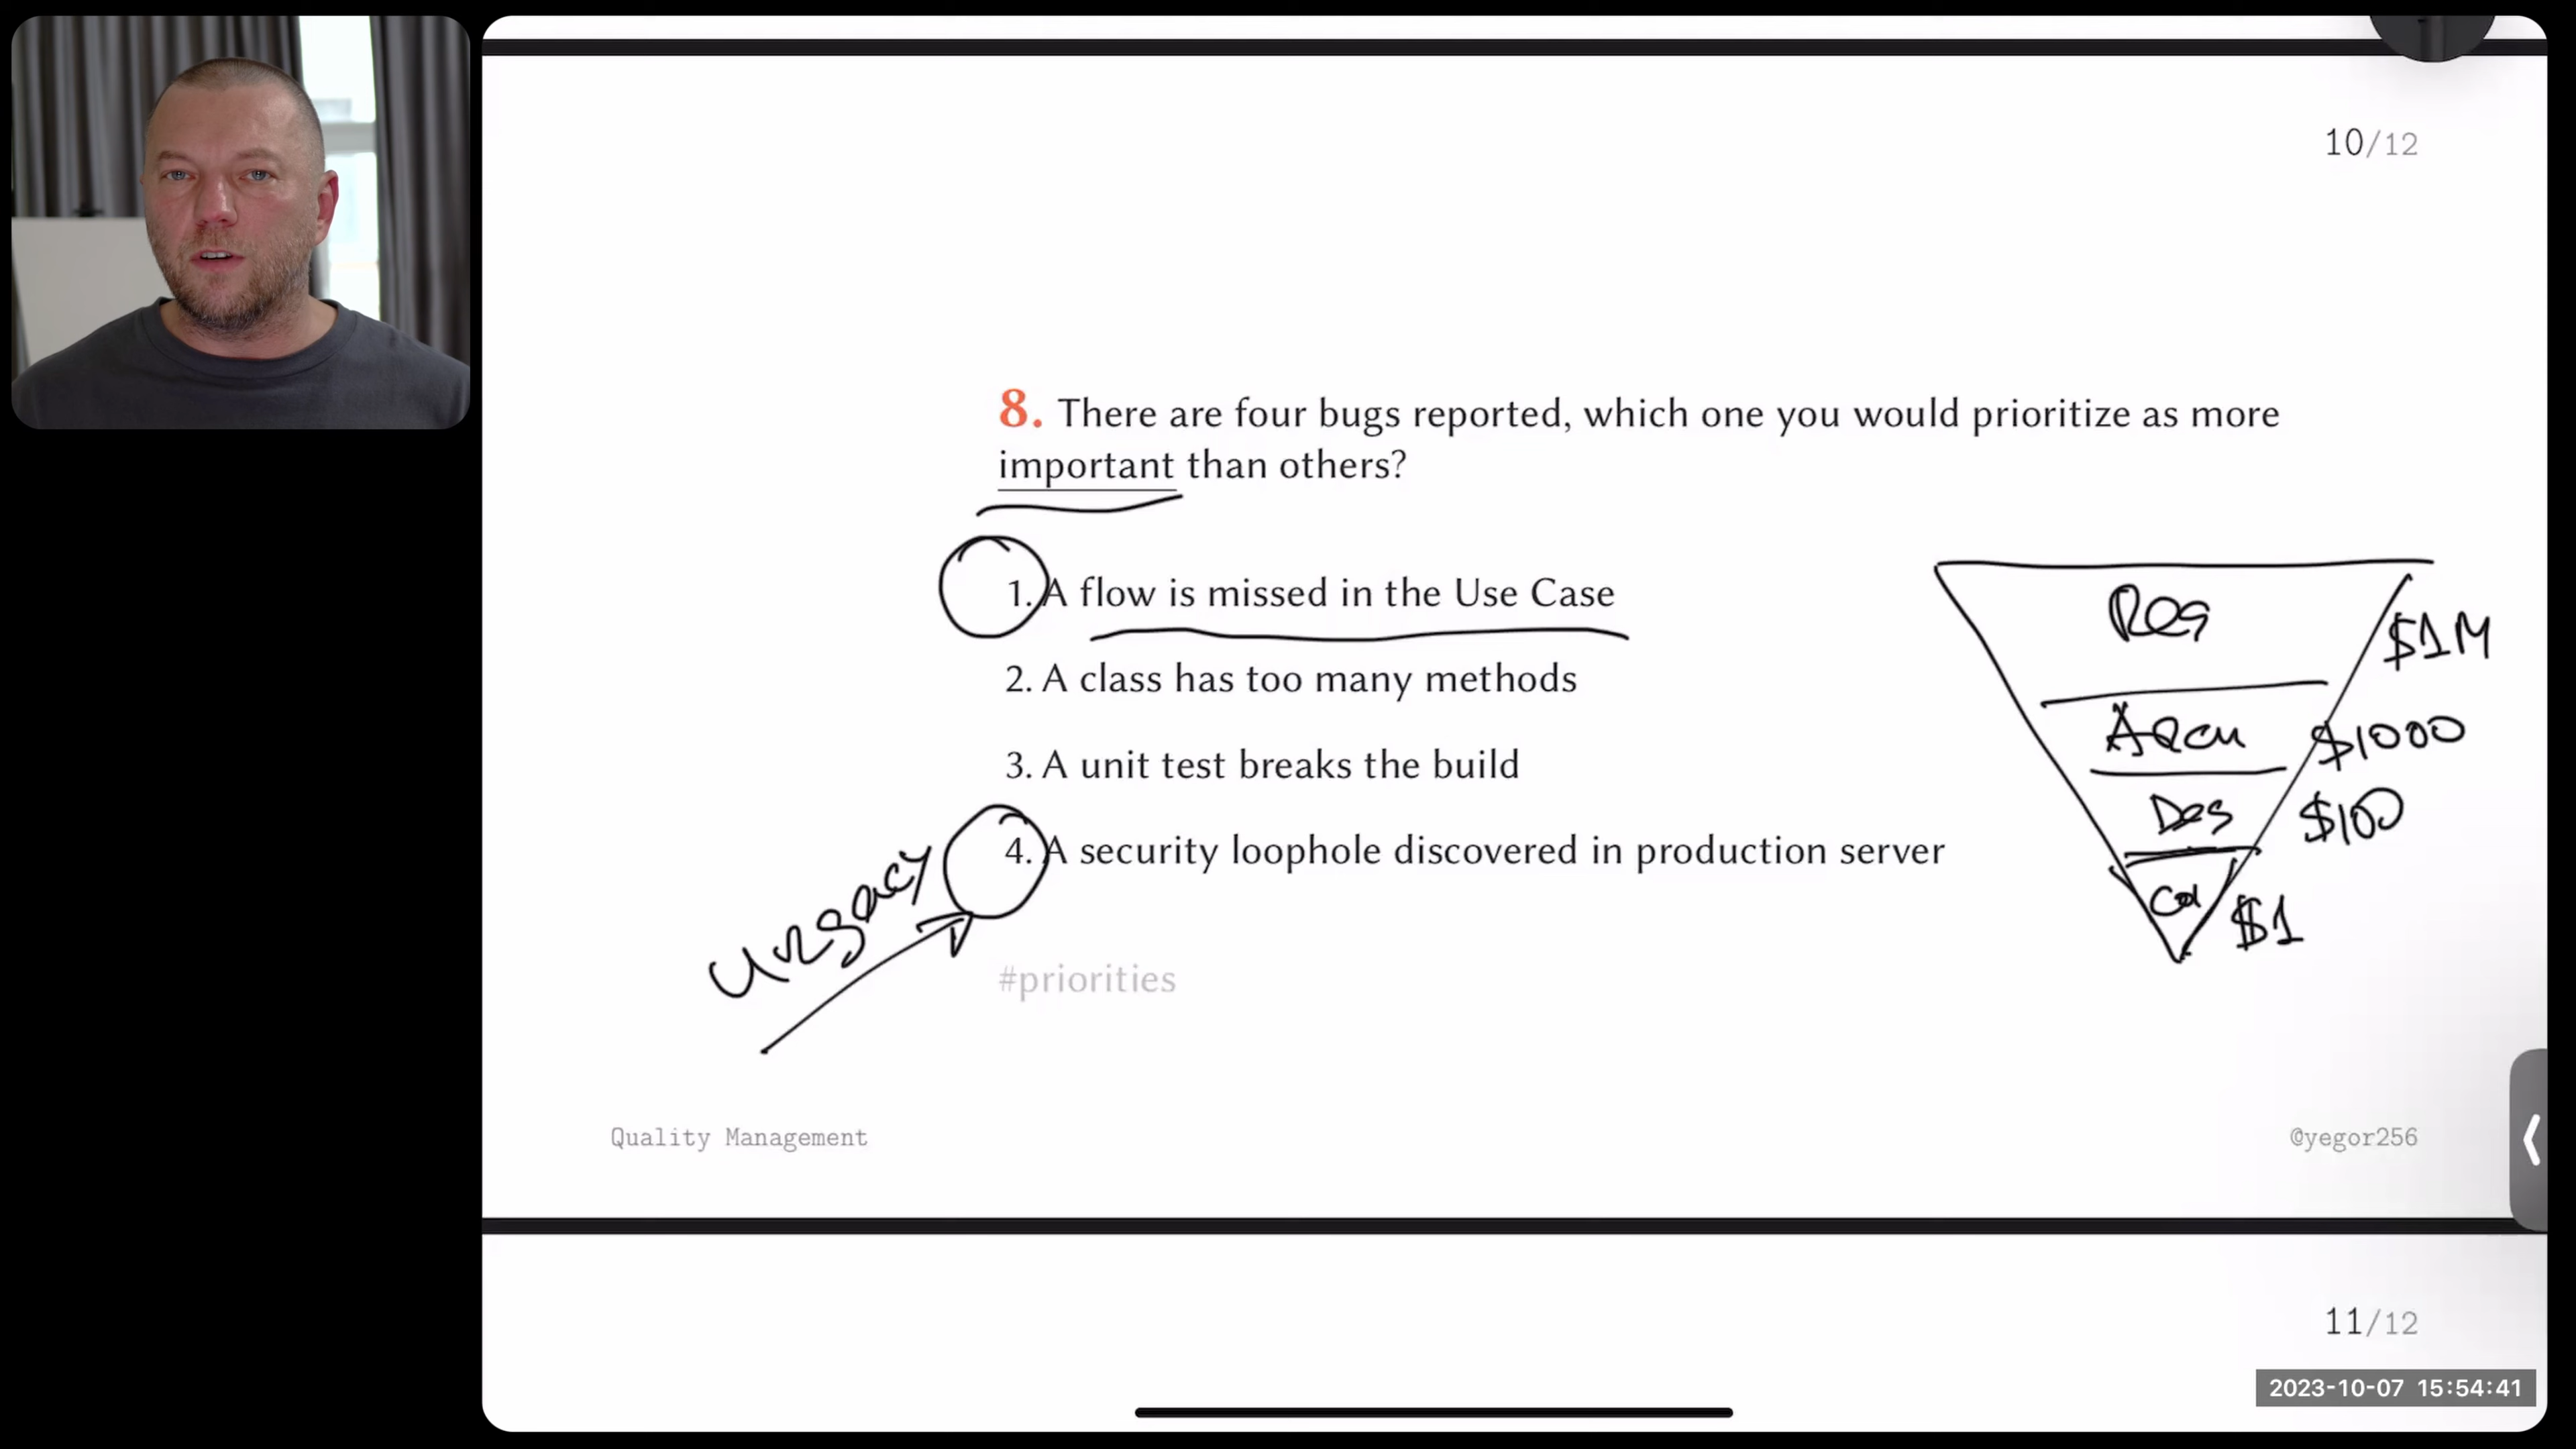 10/12
8. There are four bugs reported, which one you would prioritize as more
important than others?
1. A flow is missed in the Use Case
2. A class has too many methods
3. A unit test breaks the build
4. A security loophole discovered in production server
#priorities
Req
$1M
$1000
Des
$100
$1
Quality Management
@yegor256
11/12
2023-10-07 15:54:41